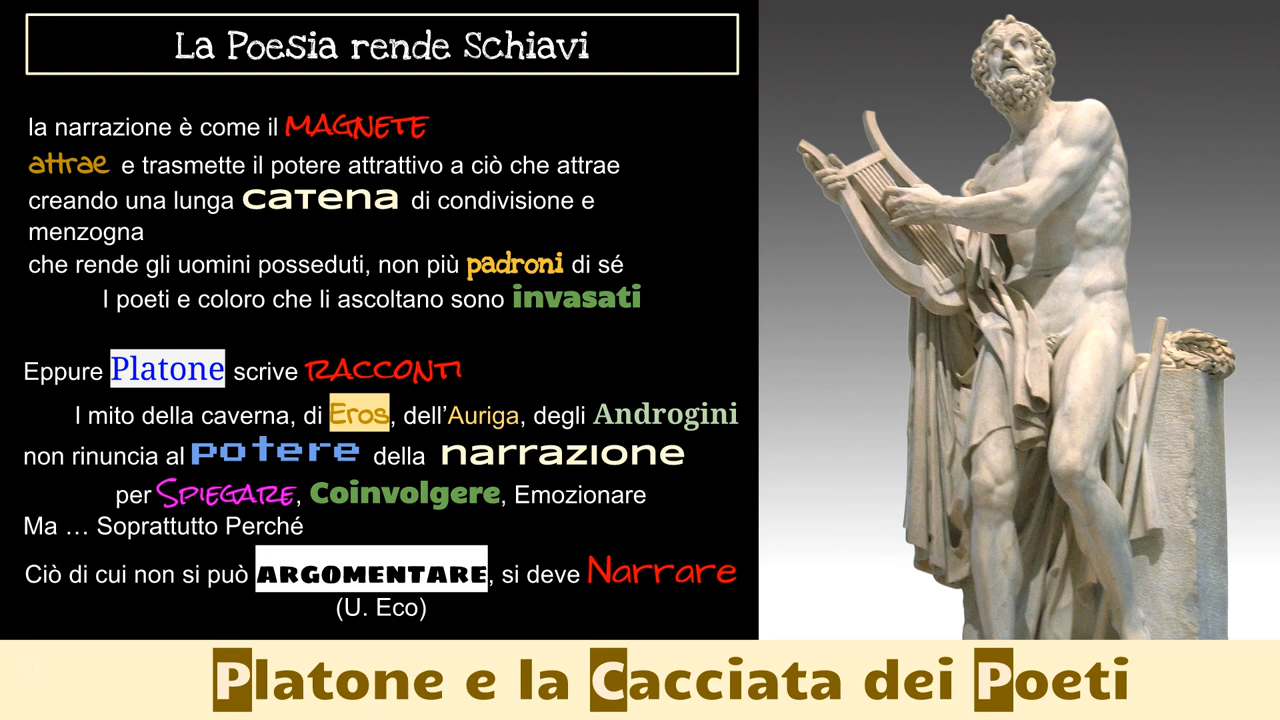 La Poesia rende Schiavi
la narrazione è come il MAGNETE
attrae e trasmette il potere attrattivo a ciò che attrae
creando una lunga catena di condivisione e
menzogna
che rende gli uomini posseduti, non più padroni di sé
I poeti e coloro che li ascoltano sono invasati
Eppure Platone scrive RACCONTI
I mito della caverna, di Eros, dell’Auriga, degli Androgini
non rinuncia al potere della narrazione
per Spiegare, Coinvolgere, Emozionare
Ma … Soprattutto Perché
Ciò di cui non si può ARGOMENTARE, si deve Narrare
(U. Eco)
Platone e la Cacciata dei Poeti